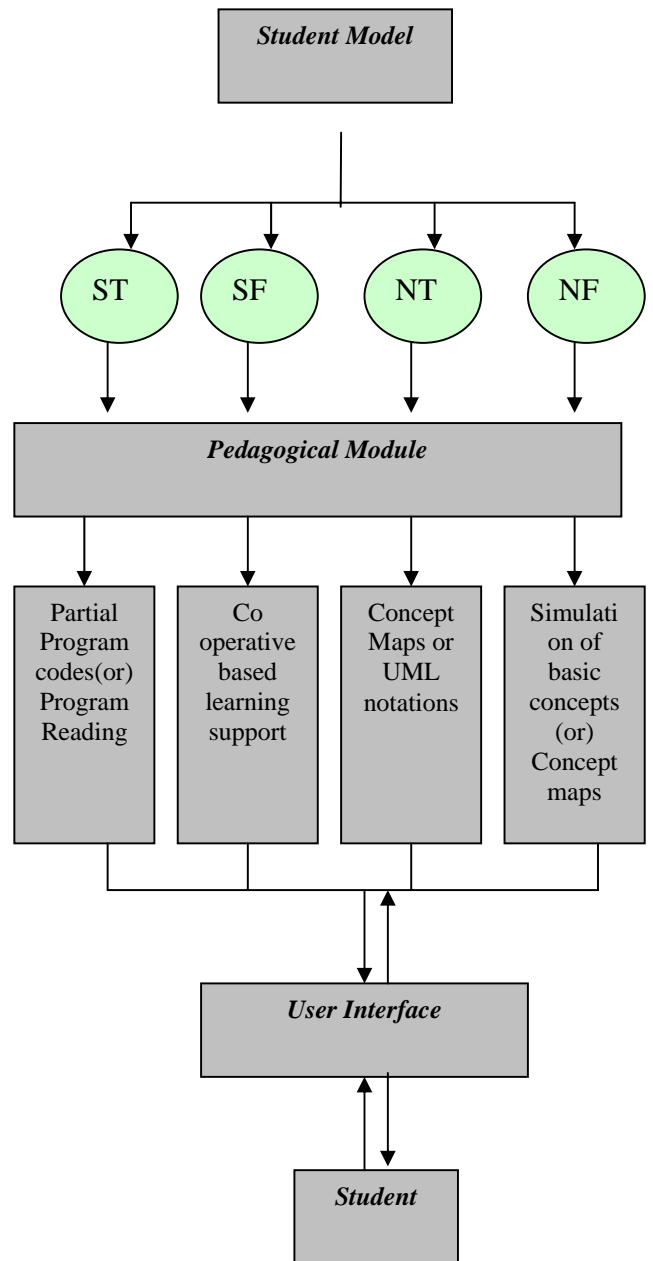 Student Model
ST
SF
NT
NF
Pedagogical Module
Partial
Program
codes(or)
Program
Reading
Co
operative
based
learning
support
Concept
Maps or
UML
notations
Simulati
on of
basic
concepts
(or)
Concept
maps
User Interface
Student